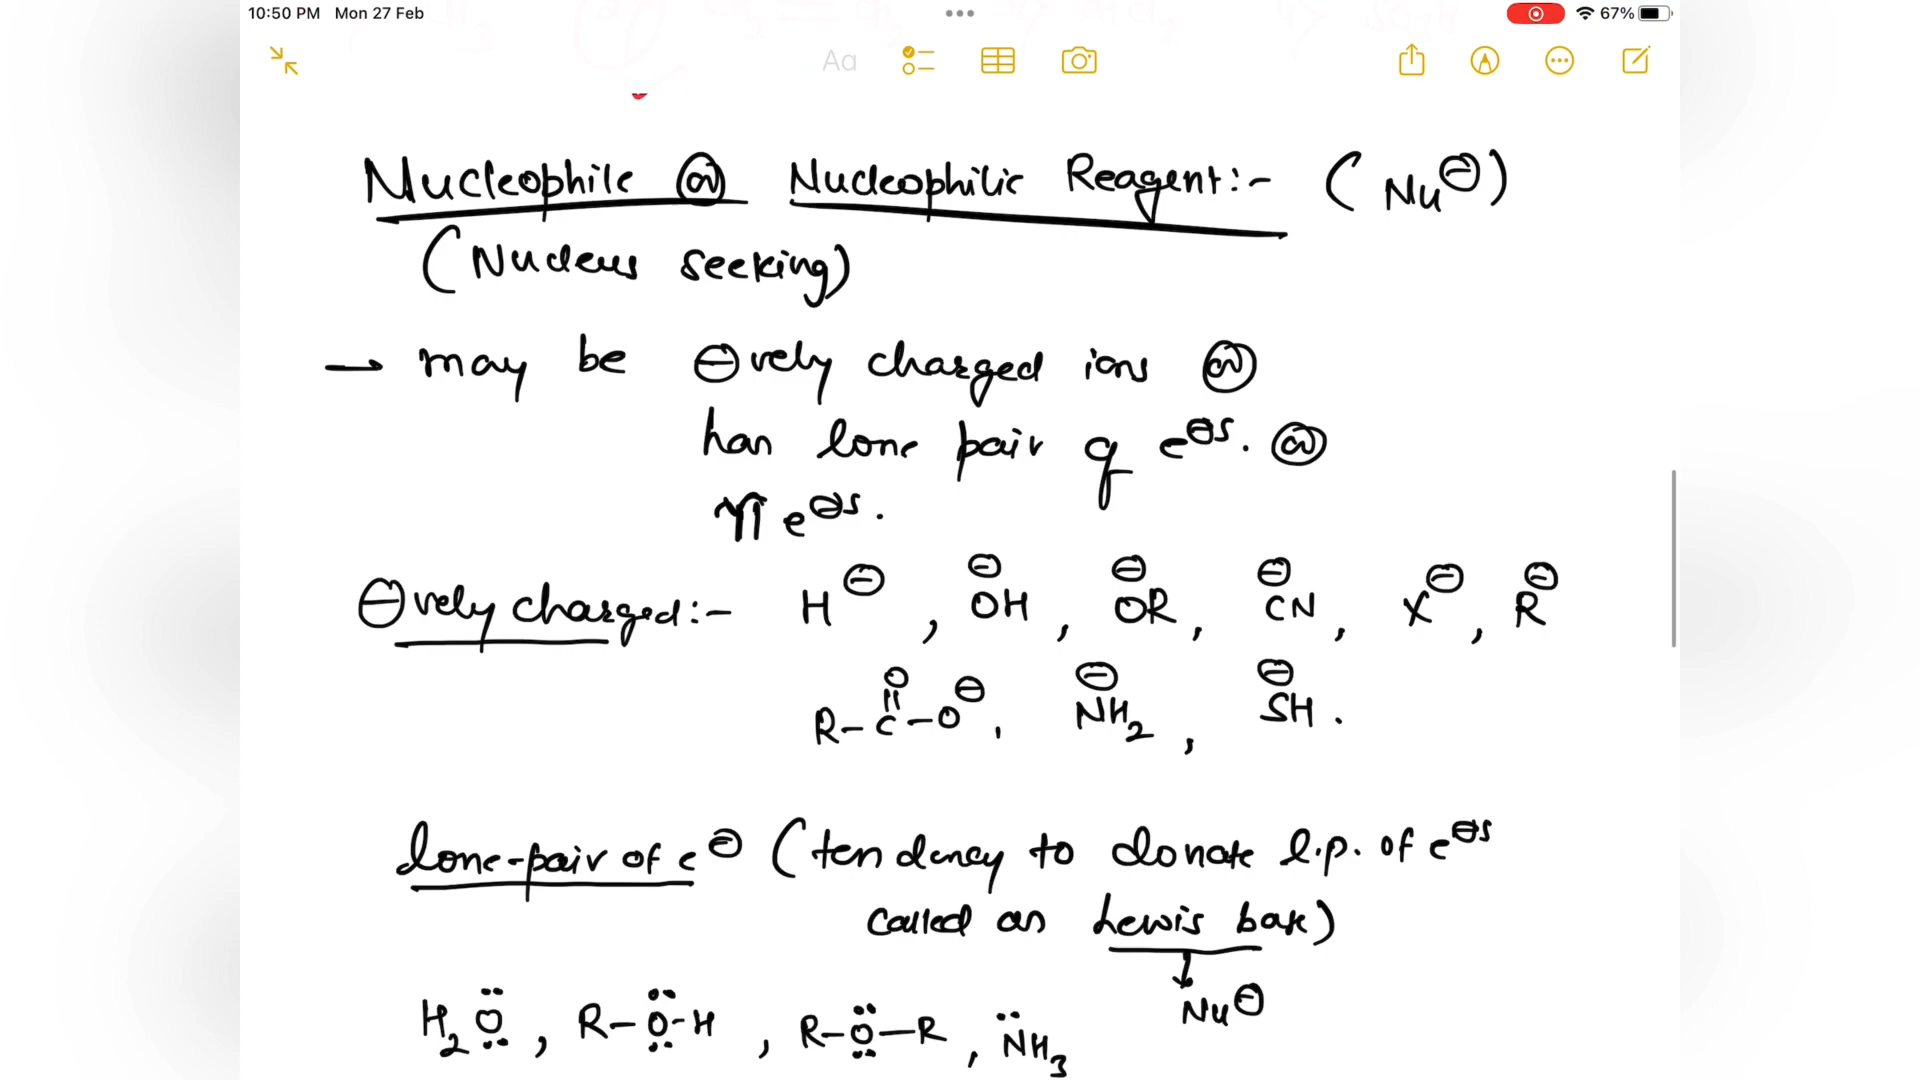 10:50 PM Mon 27 Feb
67%
Aa
Nucleophile or Nucleophilic Reagent:- (Nu⊖)
(Nucleus seeking)
→ may be ⊖vely charged ions or
has lone pair of e⊖s. or
π e⊖s.
⊖vely charged:- H⊖, ⊖OH, ⊖OR, ⊖CN, X⊖, R⊖
R-C(=O)-O⊖, ⊖NH₂, ⊖SH.
lone-pair of e⊖ (tendency to donate l.p. of e⊖s
called as Lewis base)
↓
Nu⊖
H₂Ö:, R-Ö-H, R-Ö-R, N̈H₃